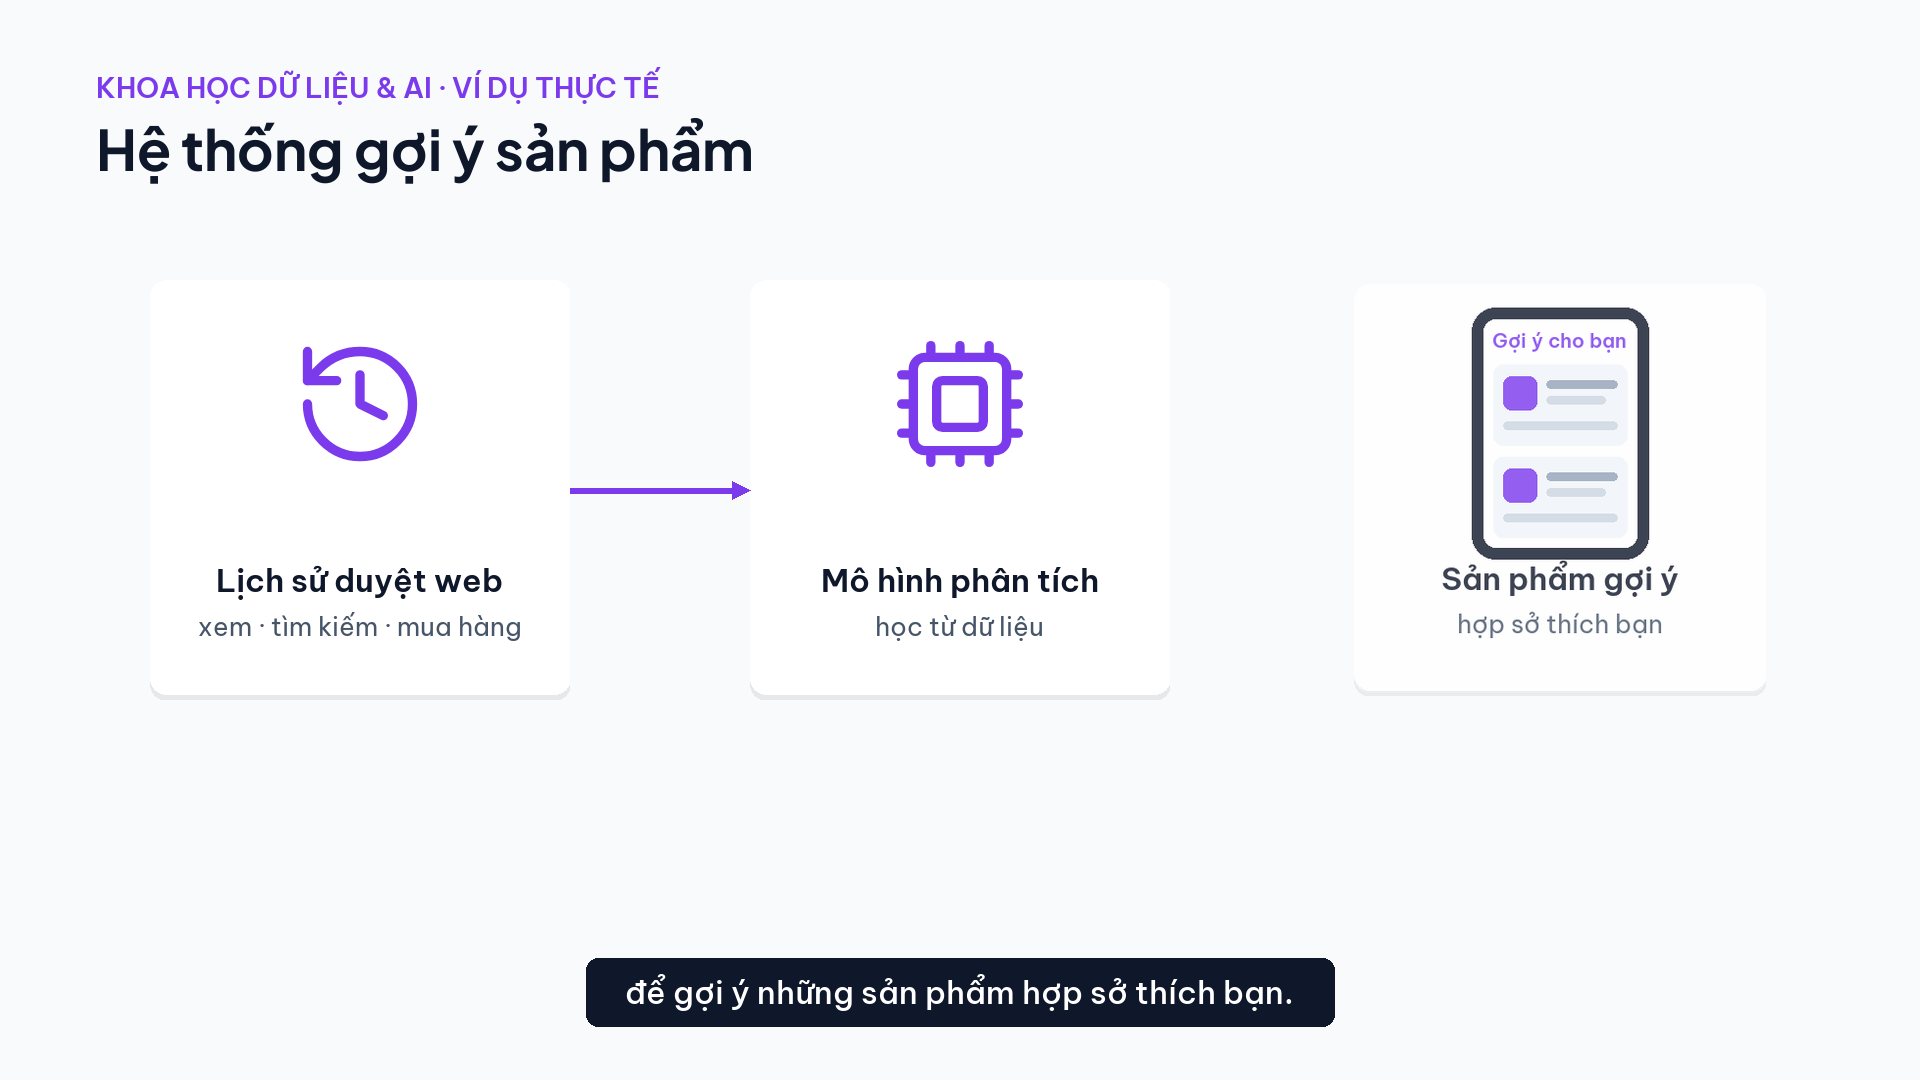 KHOA HỌC DỮ LIỆU & AI · VÍ DỤ THỰC TẾ
Hệ thống gợi ý sản phẩm
Lịch sử duyệt web
xem · tìm kiếm · mua hàng
Mô hình phân tích
học từ dữ liệu
Gợi ý cho bạn
Sản phẩm gợi ý
hợp sở thích bạn
để gợi ý những sản phẩm hợp sở thích bạn.